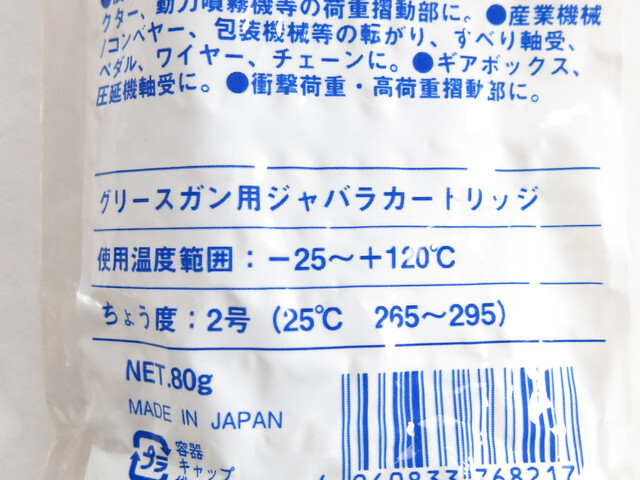 クター、動力噴霧機等の荷重摺動部に。●産業機械
/コンベヤー、包装機械等の転がり、すべり軸受、
ペダル、ワイヤー、チェーンに。●ギアボックス、
圧延機軸受に。●衝撃荷重・高荷重摺動部に。
グリースガン用ジャバラカートリッジ
使用温度範囲：−25〜＋120℃
ちょう度：2号（25℃ 265〜295）
NET.80g
MADE IN JAPAN
プラ
容器
キャップ
4 969833 768217